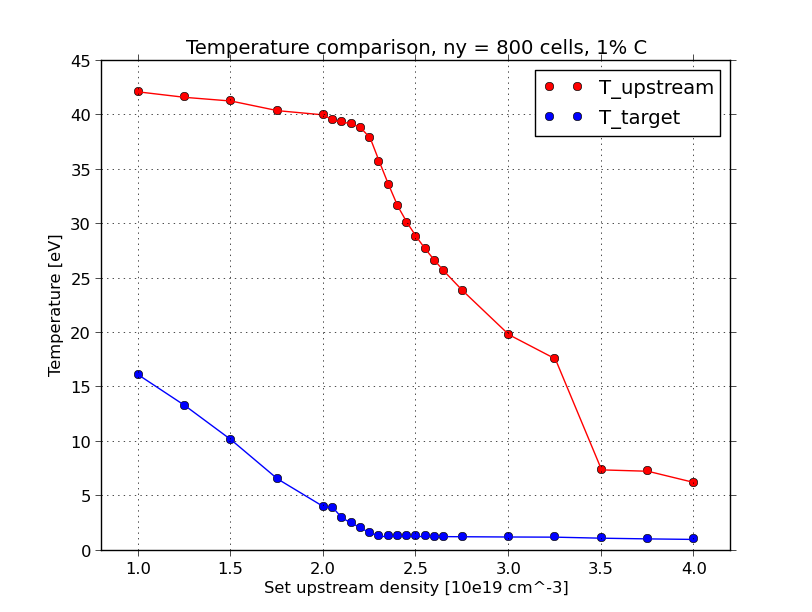 Temperature comparison, ny = 800 cells, 1% C
T_upstream
T_target
Temperature [eV]
45
40
35
30
25
20
15
10
5
0
1.0 1.5 2.0 2.5 3.0 3.5 4.0
Set upstream density [10e19 cm^-3]